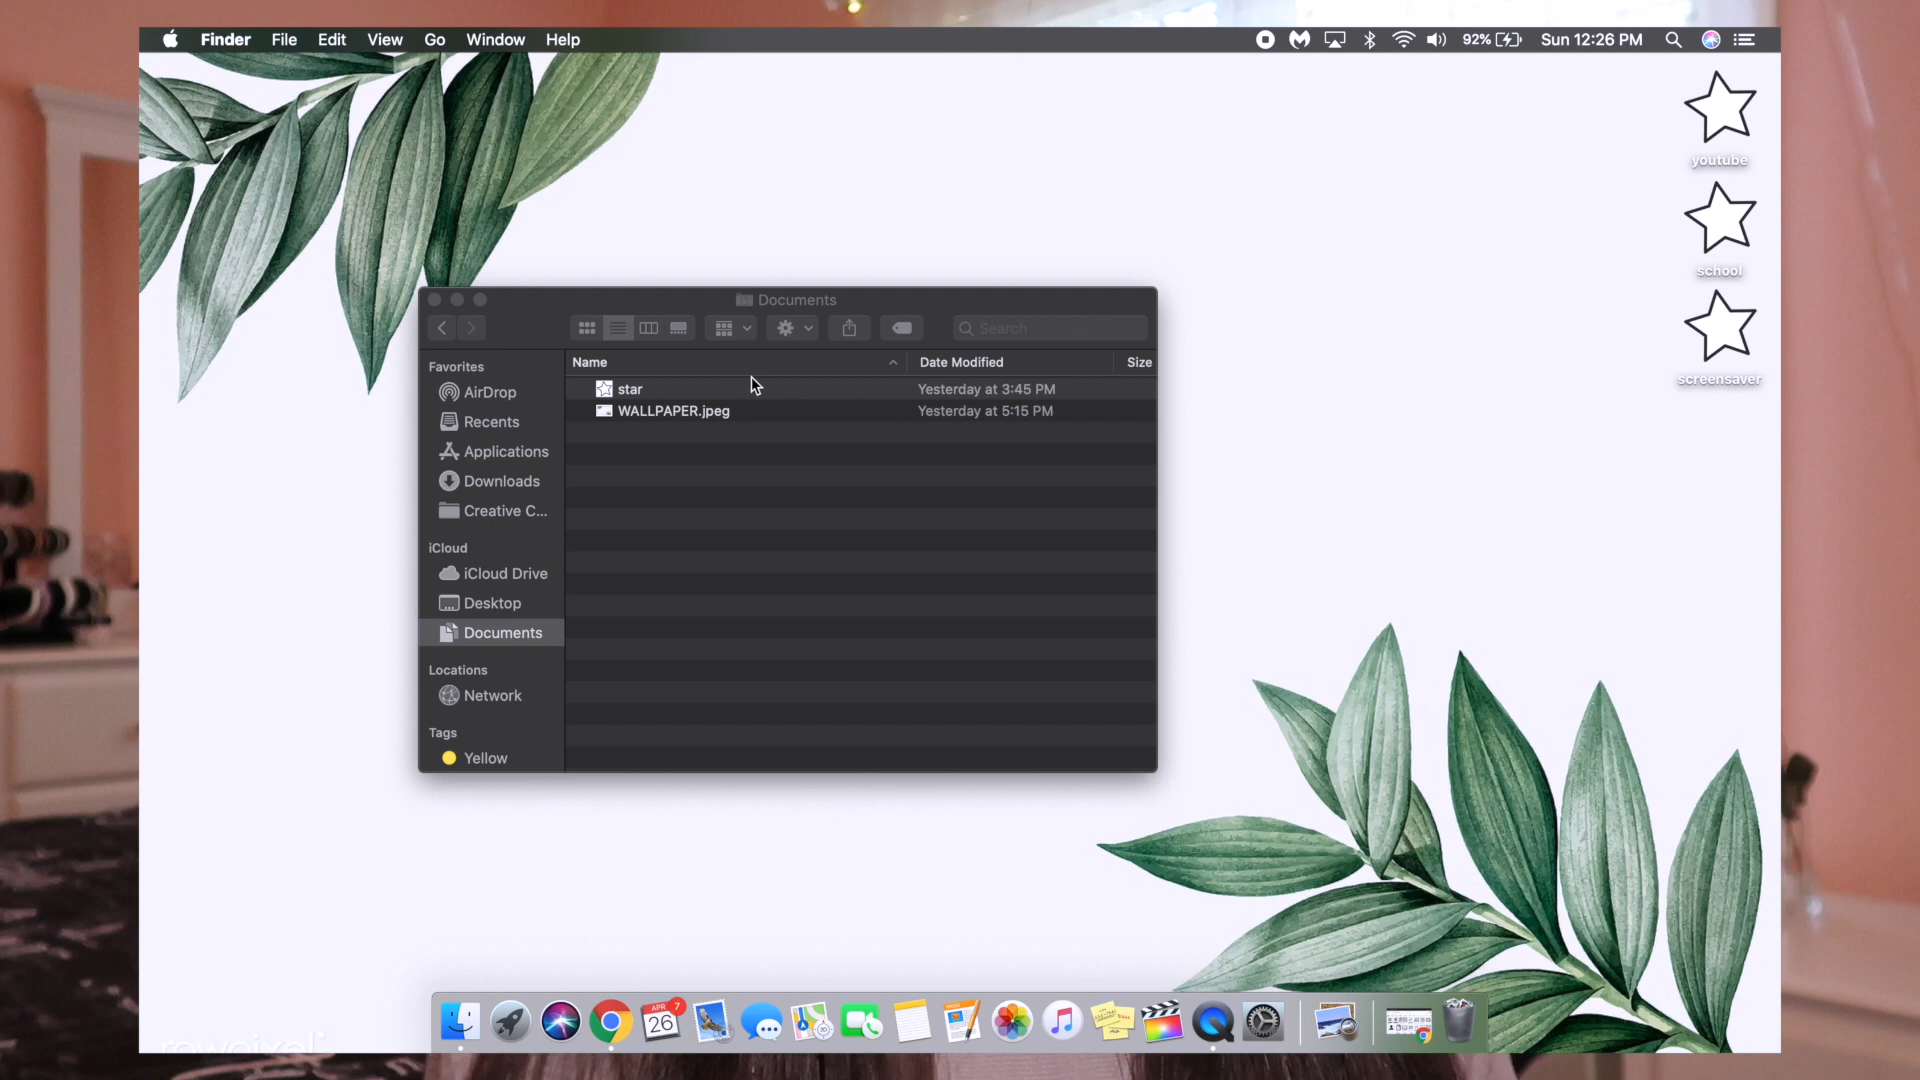 Finder File Edit View Go Window Help
92% Sun 12:26 PM
youtube
school
screensaver
Documents
Search
Name Date Modified Size
star Yesterday at 3:45 PM
WALLPAPER.jpeg Yesterday at 5:15 PM
Favorites
AirDrop
Recents
Applications
Downloads
Creative C...
iCloud
iCloud Drive
Desktop
Documents
Locations
Network
Tags
Yellow
APR 7
26
rawpixel